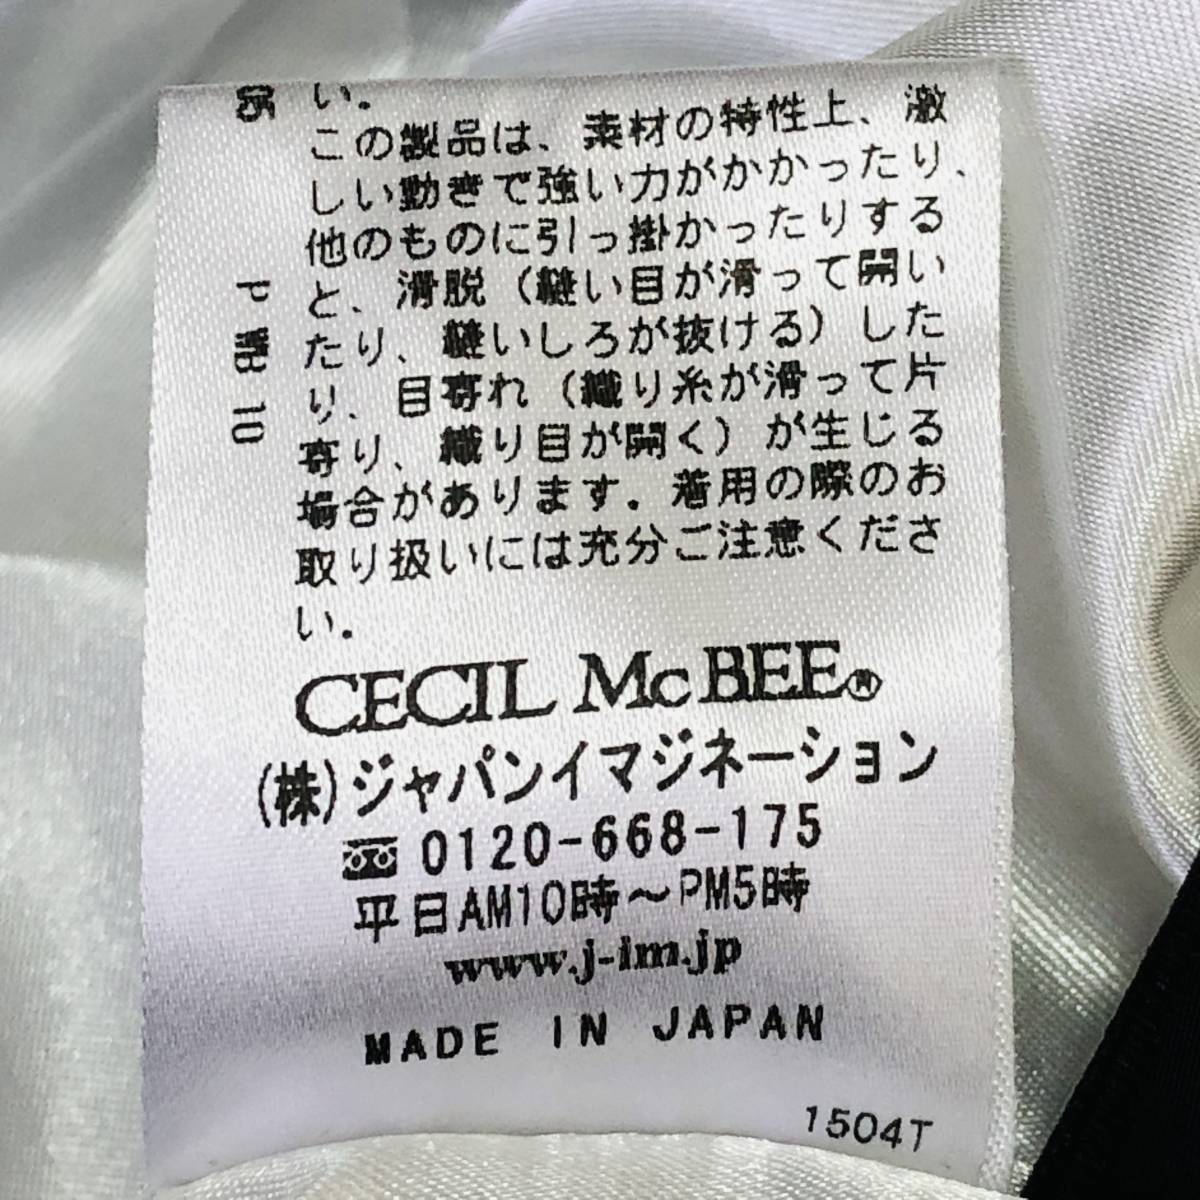 い.
この製品は、素材の特性上、激
しい動きで強い力がかかったり、
他のものに引っ掛かったりする
と、滑脱（縫い目が滑って開い
たり、縫いしろが抜ける）した
り、目寄れ（織り糸が滑って片
寄り、織り目が開く）が生じる
場合があります.着用の際のお
取り扱いには充分ご注意くださ
い.
CECIL McBEE®
(株)ジャパンイマジネーション
0120-668-175
平日AM10時～PM5時
www.j-im.jp
MADE IN JAPAN
1504T